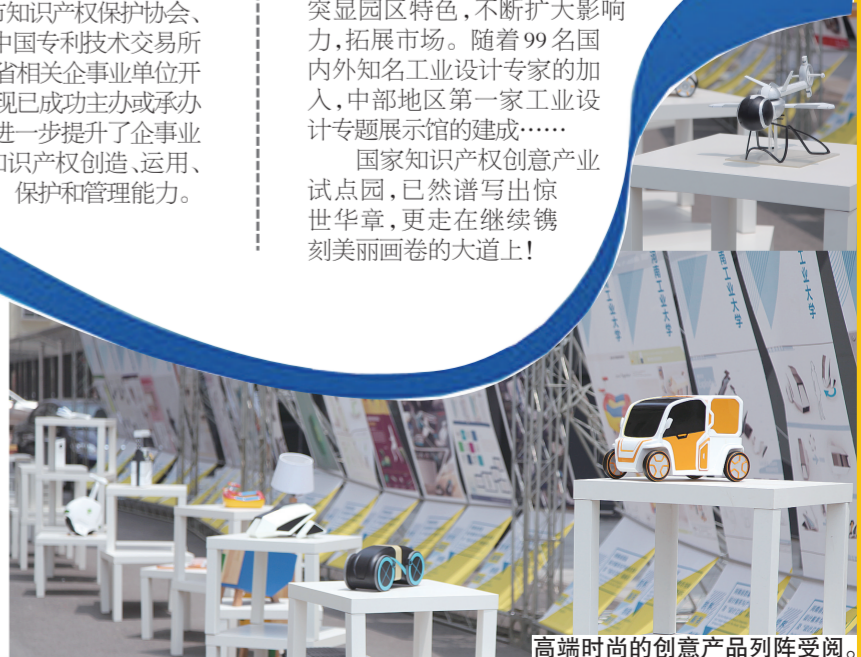 市知识产权保护协会、
中国专利技术交易所
省相关企事业单位开
现已成功主办或承办
进一步提升了企事业
知识产权创造、运用、
保护和管理能力。
突显园区特色,不断扩大影响
力,拓展市场。随着99名国
内外知名工业设计专家的加
入,中部地区第一家工业设
计专题展示馆的建成……
国家知识产权创意产业
试点园,已然谱写出惊
世华章,更走在继续镌
刻美丽画卷的大道上!
湖南工业大学
南工业大学
工业大学
高端时尚的创意产品列阵受阅。